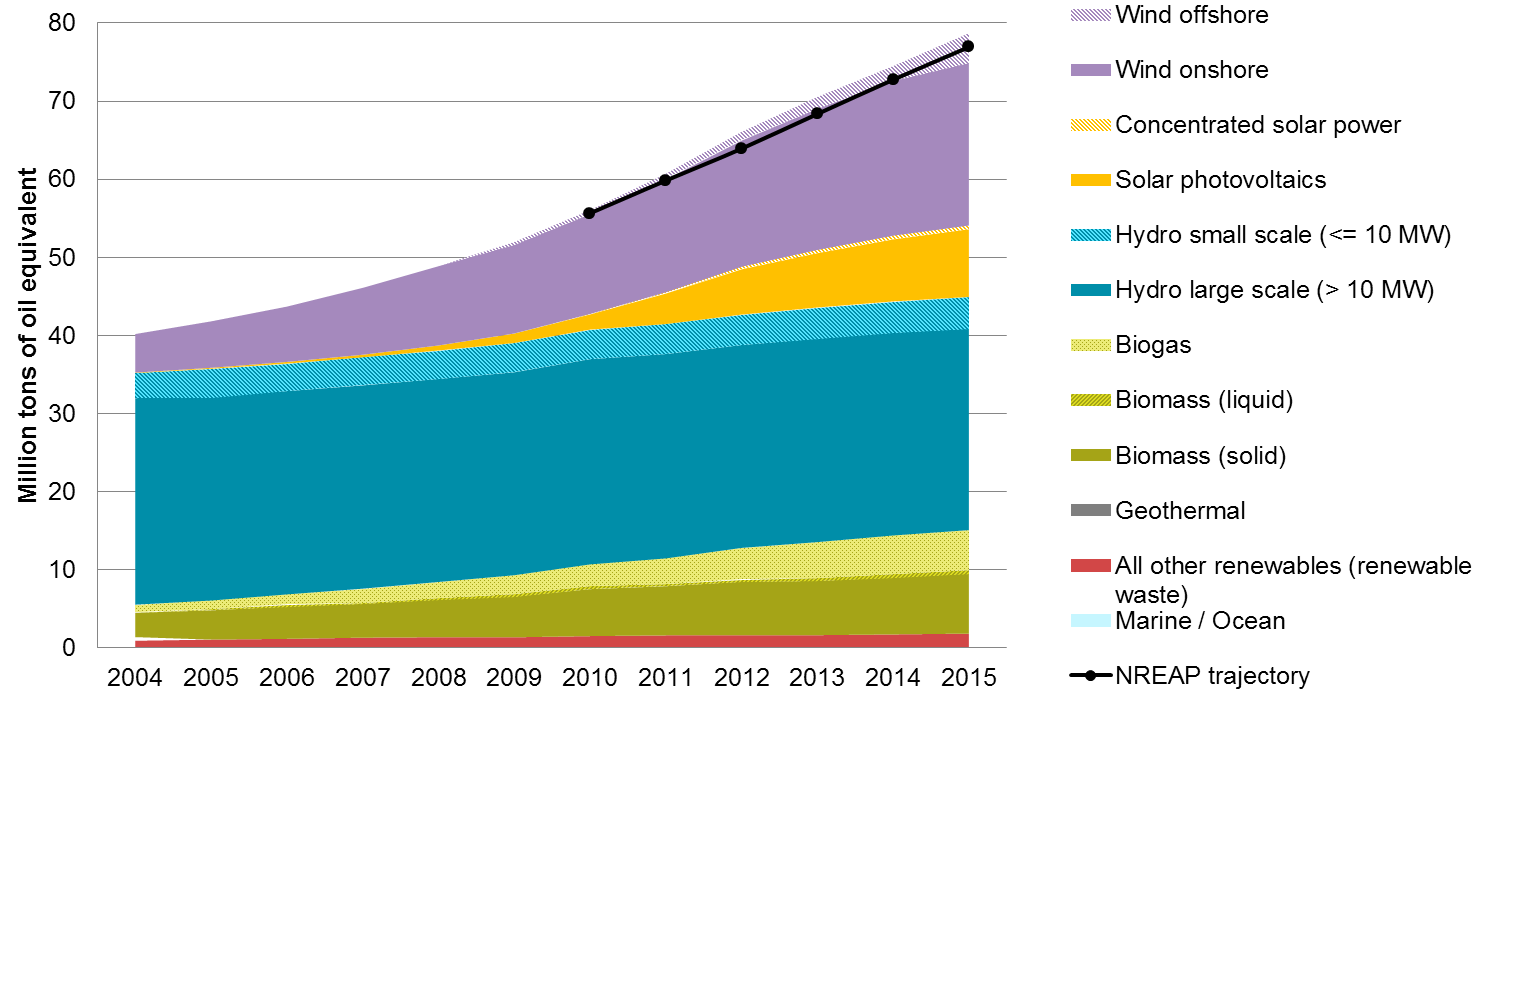 80
70
60
50
40
30
20
10
0
Million tons of oil equivalent
2004 2005 2006 2007 2008 2009 2010 2011 2012 2013 2014 2015
Wind offshore
Wind onshore
Concentrated solar power
Solar photovoltaics
Hydro small scale (<= 10 MW)
Hydro large scale (> 10 MW)
Biogas
Biomass (liquid)
Biomass (solid)
Geothermal
All other renewables (renewable
waste)
Marine / Ocean
NREAP trajectory